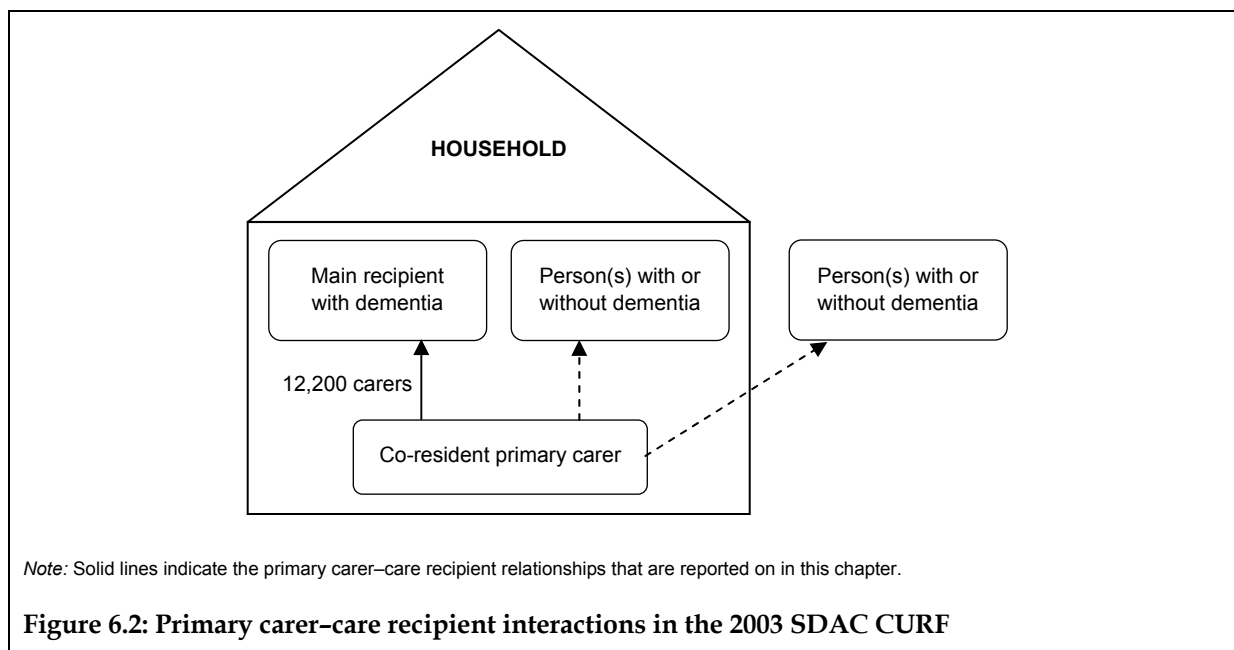 HOUSEHOLD
Main recipient
with dementia
Person(s) with or
without dementia
Person(s) with or
without dementia
12,200 carers
Co-resident primary carer
Note: Solid lines indicate the primary carer–care recipient relationships that are reported on in this chapter.
Figure 6.2: Primary carer–care recipient interactions in the 2003 SDAC CURF